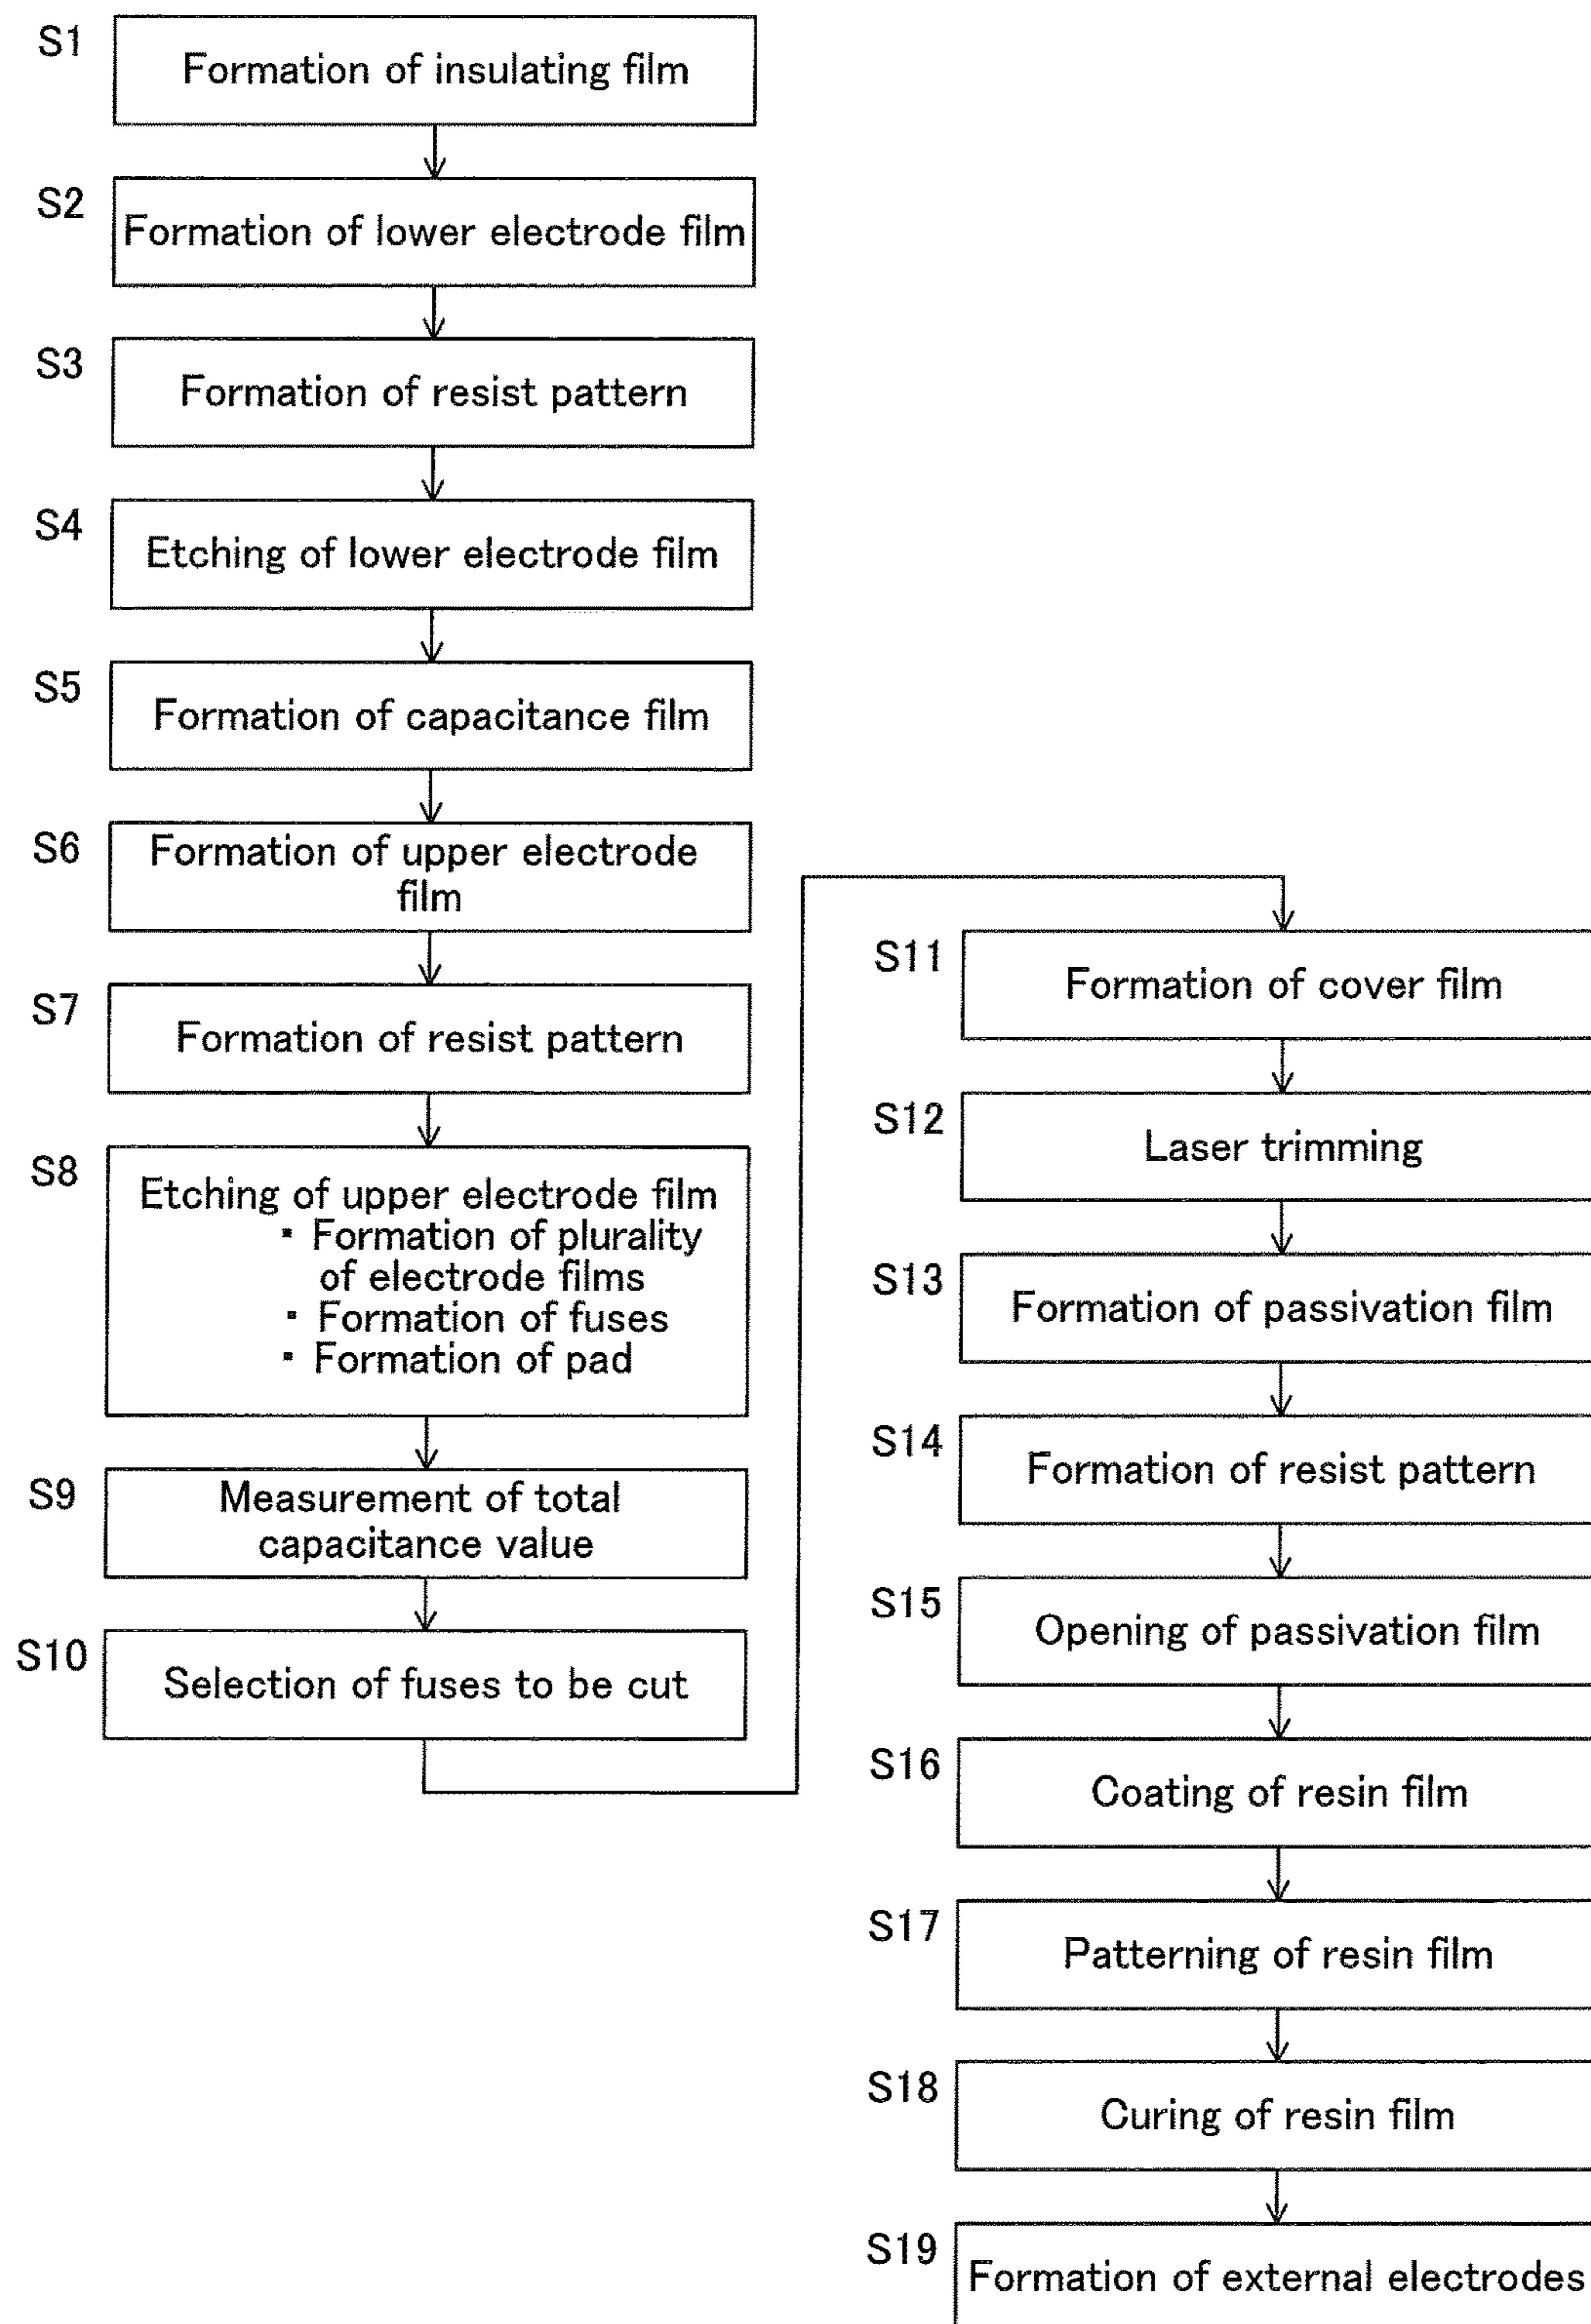 S1
Formation of insulating film
S2
Formation of lower electrode film
S3
Formation of resist pattern
S4
Etching of lower electrode film
S5
Formation of capacitance film
S6
Formation of upper electrode
film
S7
Formation of resist pattern
S8
Etching of upper electrode film
▪ Formation of plurality
of electrode films
▪ Formation of fuses
▪ Formation of pad
S9
Measurement of total
capacitance value
S10
Selection of fuses to be cut
S11
Formation of cover film
S12
Laser trimming
S13
Formation of passivation film
S14
Formation of resist pattern
S15
Opening of passivation film
S16
Coating of resin film
S17
Patterning of resin film
S18
Curing of resin film
S19
Formation of external electrodes